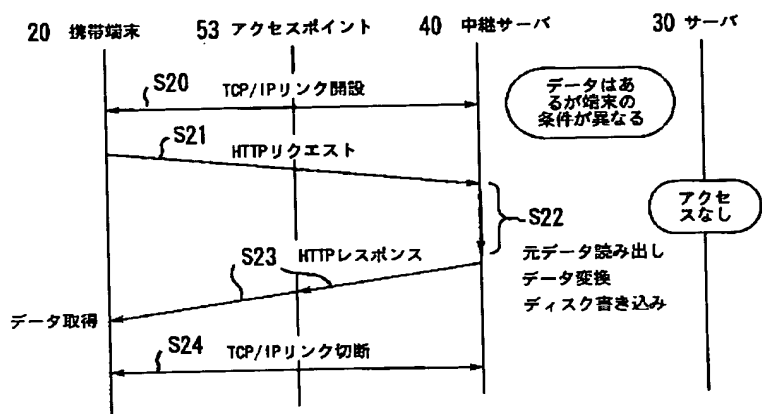 20 携帯端末
53 アクセスポイント
40 中継サーバ
30 サーバ
S20
TCP/IPリンク開設
データはあ
るが端末の
条件が異なる
S21
HTTPリクエスト
アクセ
スなし
S22
S23
HTTPレスポンス
元データ読み出し
データ変換
ディスク書き込み
データ取得
S24
TCP/IPリンク切断